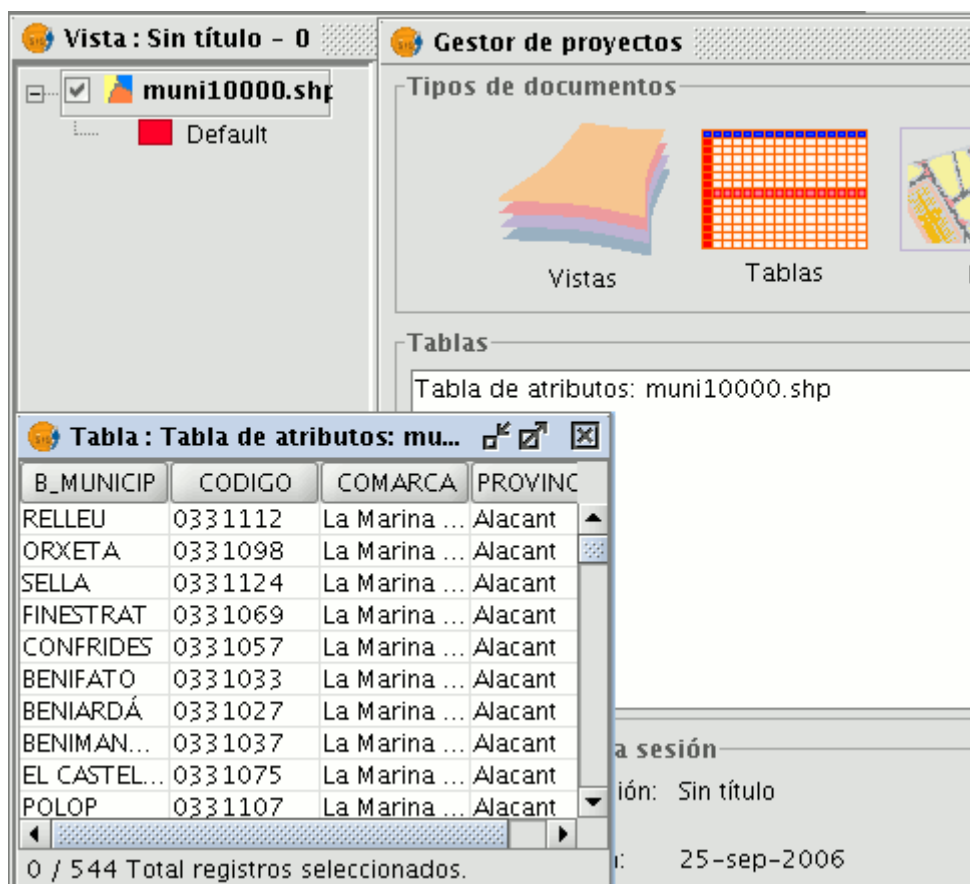 Vista : Sin título – 0
muni10000.shp
Default
Gestor de proyectos
Tipos de documentos
Vistas
Tablas
Tablas
Tabla de atributos: muni10000.shp
Tabla : Tabla de atributos: mu...
B_MUNICIP CODIGO COMARCA PROVINC
RELLEU 0331112 La Marina ... Alacant
ORXETA 0331098 La Marina ... Alacant
SELLA 0331124 La Marina ... Alacant
FINESTRAT 0331069 La Marina ... Alacant
CONFRIDES 0331057 La Marina ... Alacant
BENIFATO 0331033 La Marina ... Alacant
BENIARDÁ 0331027 La Marina ... Alacant
BENIMAN... 0331037 La Marina ... Alacant
EL CASTEL... 0331075 La Marina ... Alacant
POLOP 0331107 La Marina ... Alacant
0 / 544 Total registros seleccionados.
a sesión
ión: Sin título
25-sep-2006